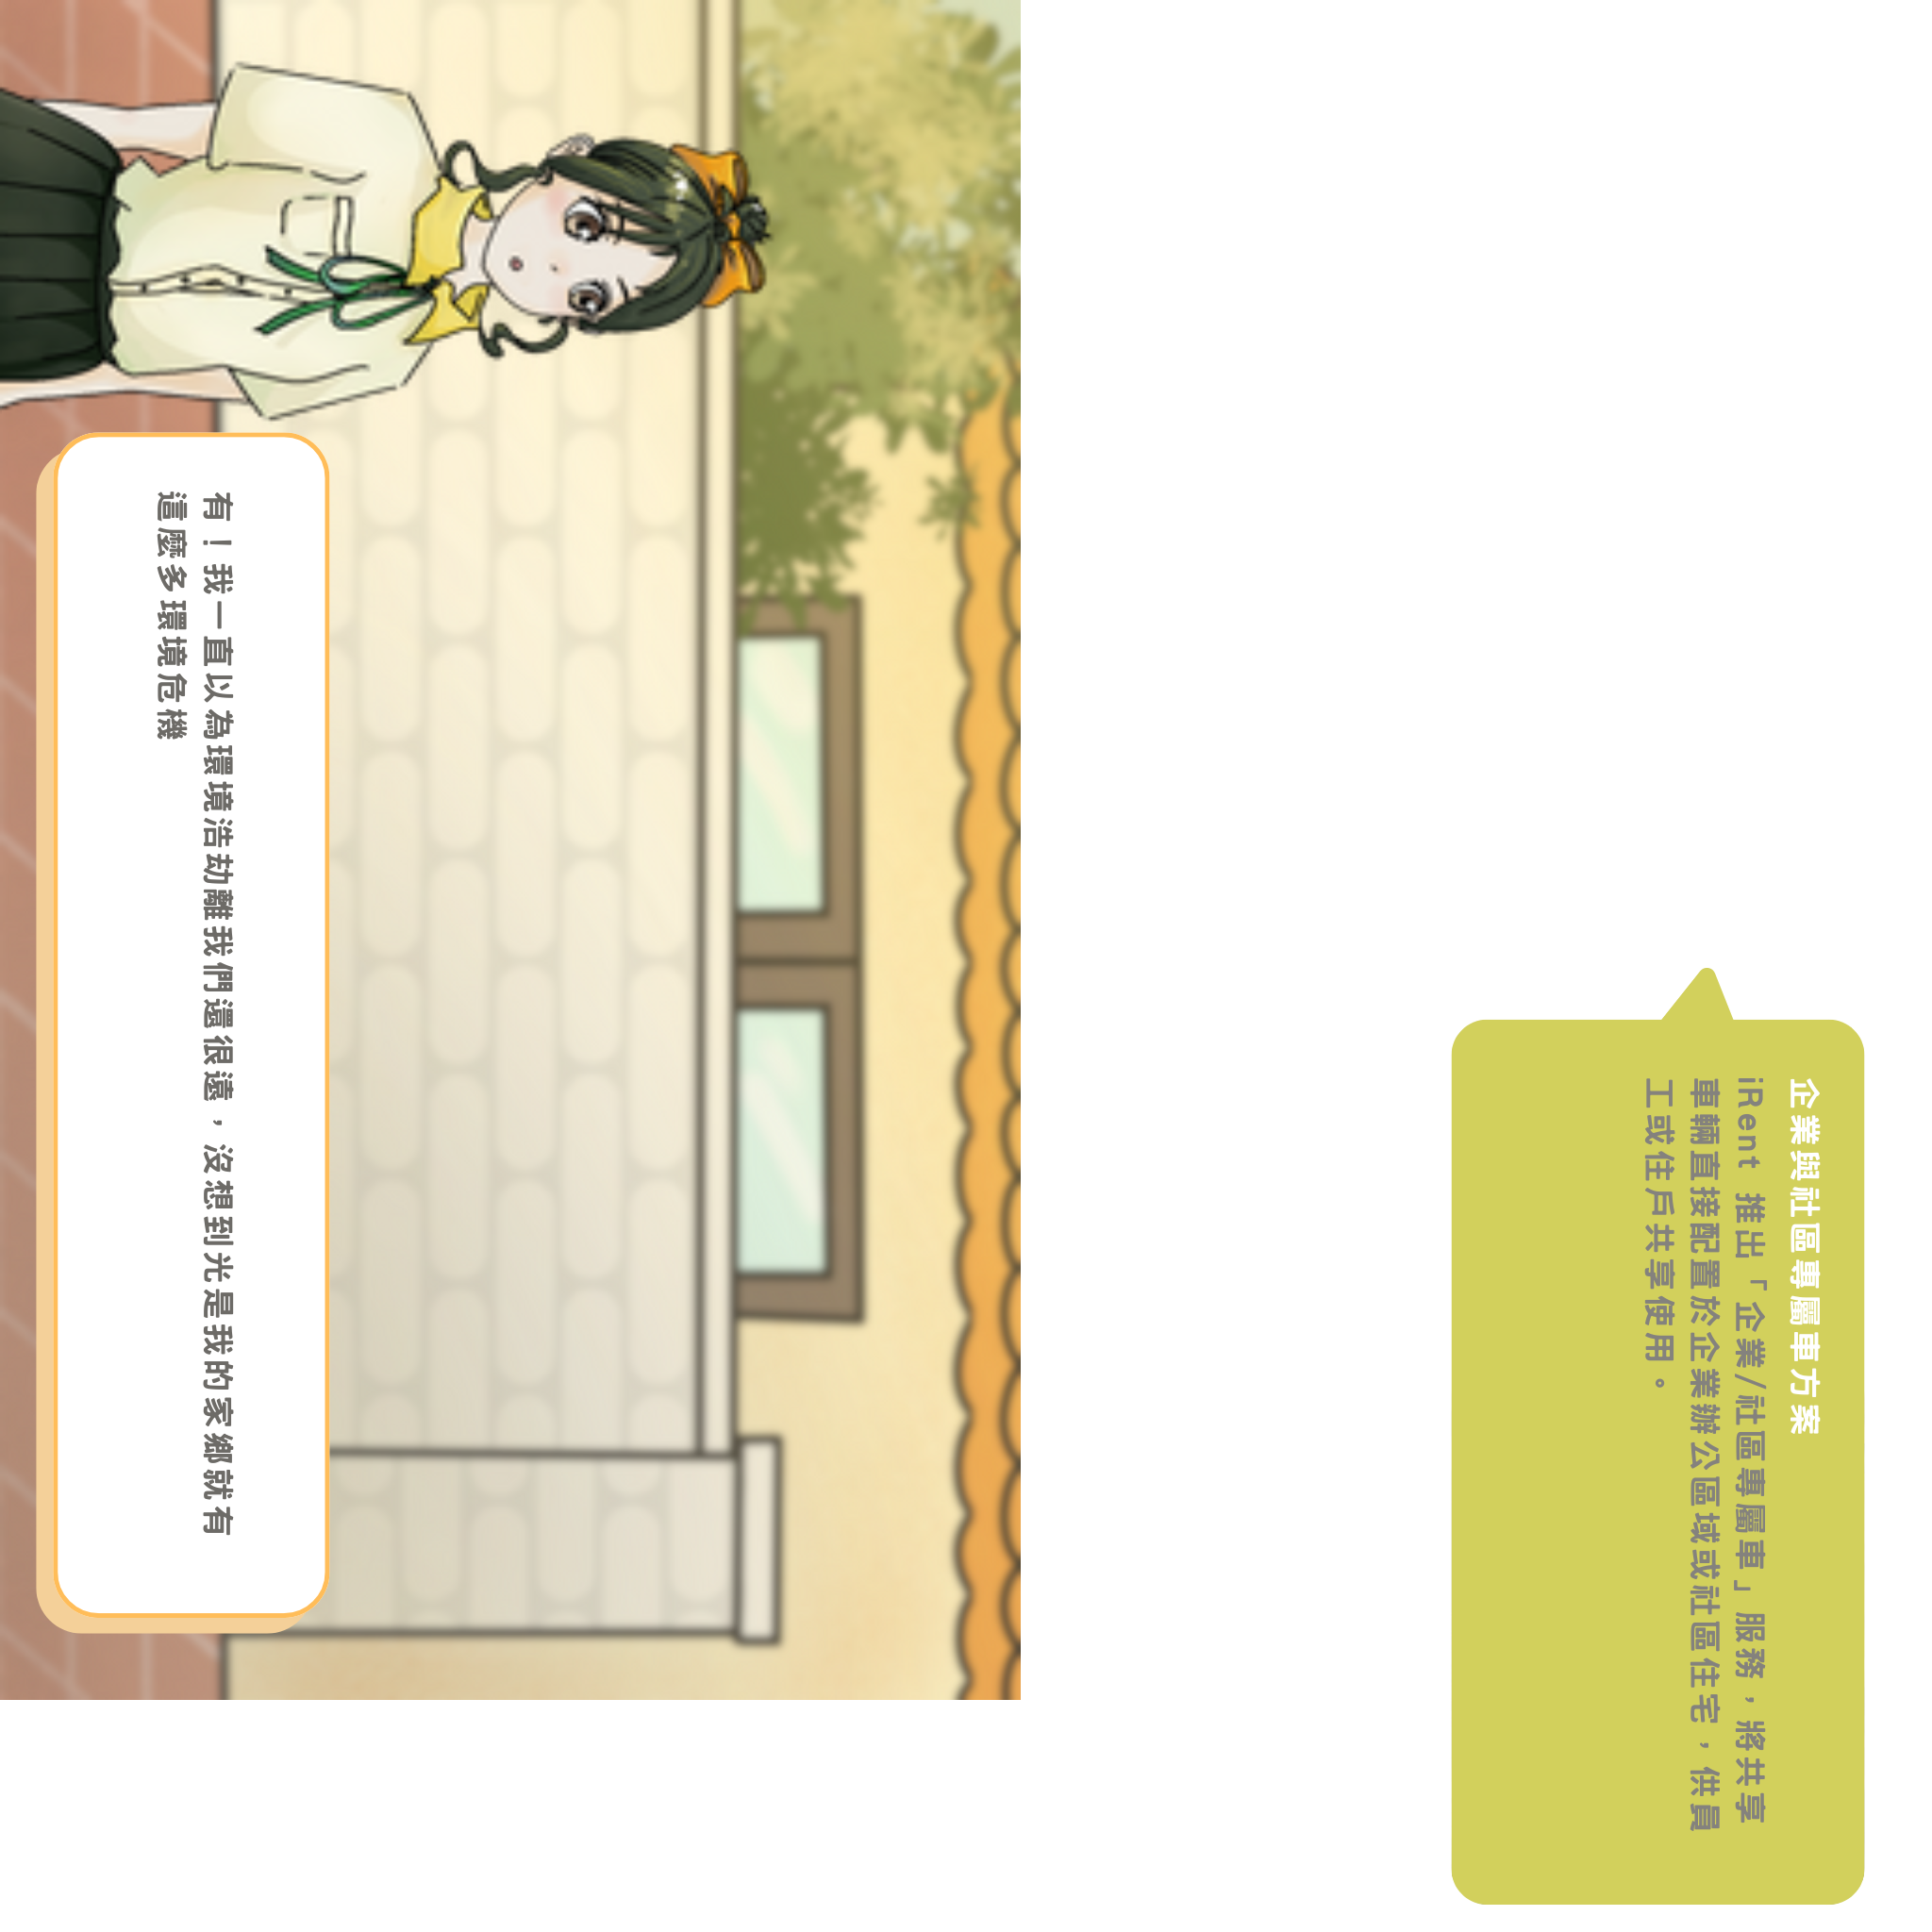 有！我一直以為環境浩劫離我們還很遠，沒想到光是我的家鄉就有
這麼多環境危機
企業與社區專屬車方案
iRent 推出「企業/社區專屬車」服務，將共享
車輛直接配置於企業辦公區域或社區住宅，供員
工或住戶共享使用。